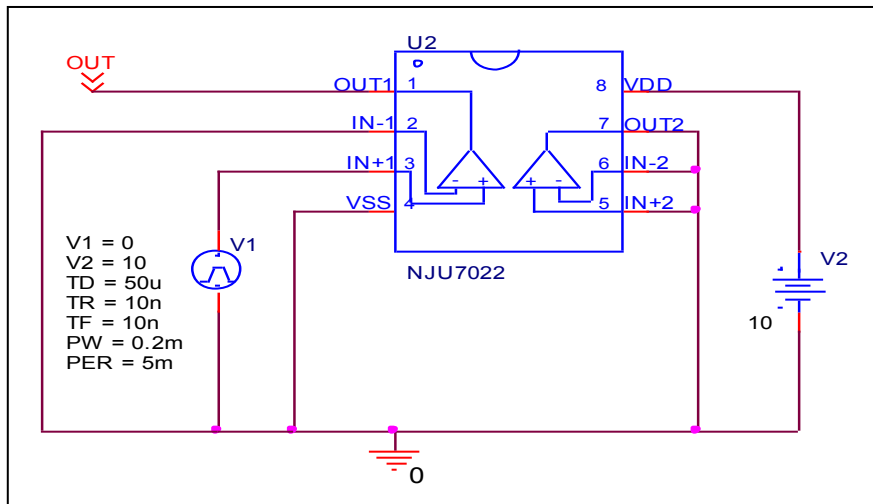 U2
OUT
OUT1 1 8 VDD
IN-1 2 7 OUT2
IN+1 3 6 IN-2
- + + -
VSS 4 5 IN+2
V1 = 0
V2 = 10
TD = 50u
TR = 10n
TF = 10n
PW = 0.2m
PER = 5m
V1
NJU7022
V2
10
0